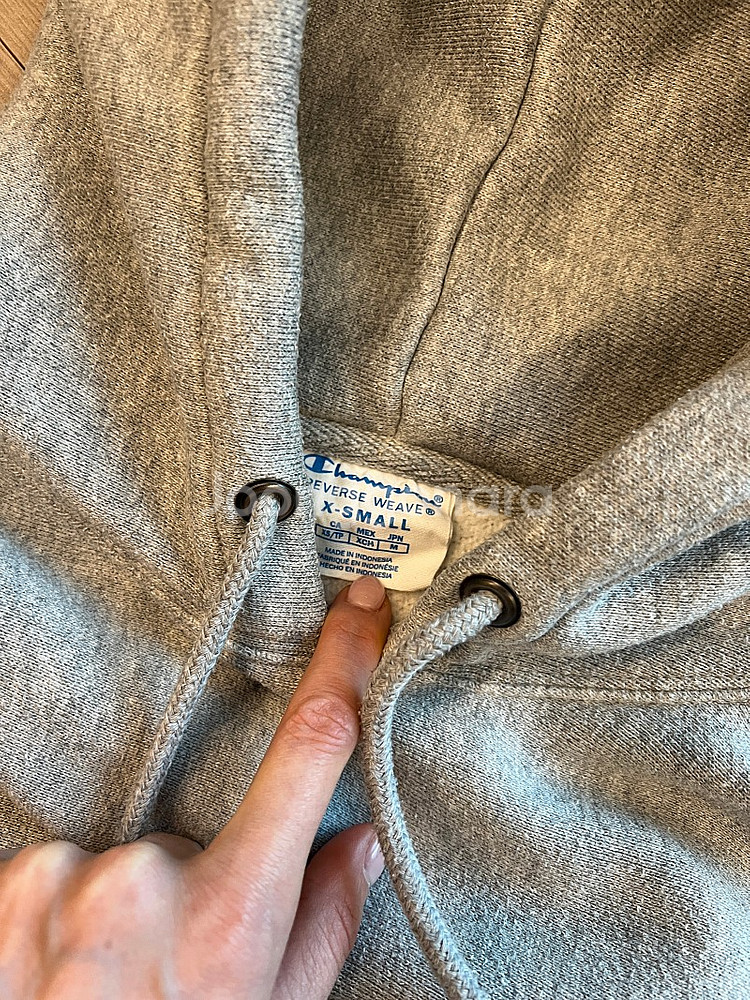 Champion®
REVERSE WEAVE®
X-SMALL
CA MEX JPN
XS/TP XCH M
MADE IN INDONESIA
FABRIQUÉ EN INDONÉSIE
HECHO EN INDONESIA